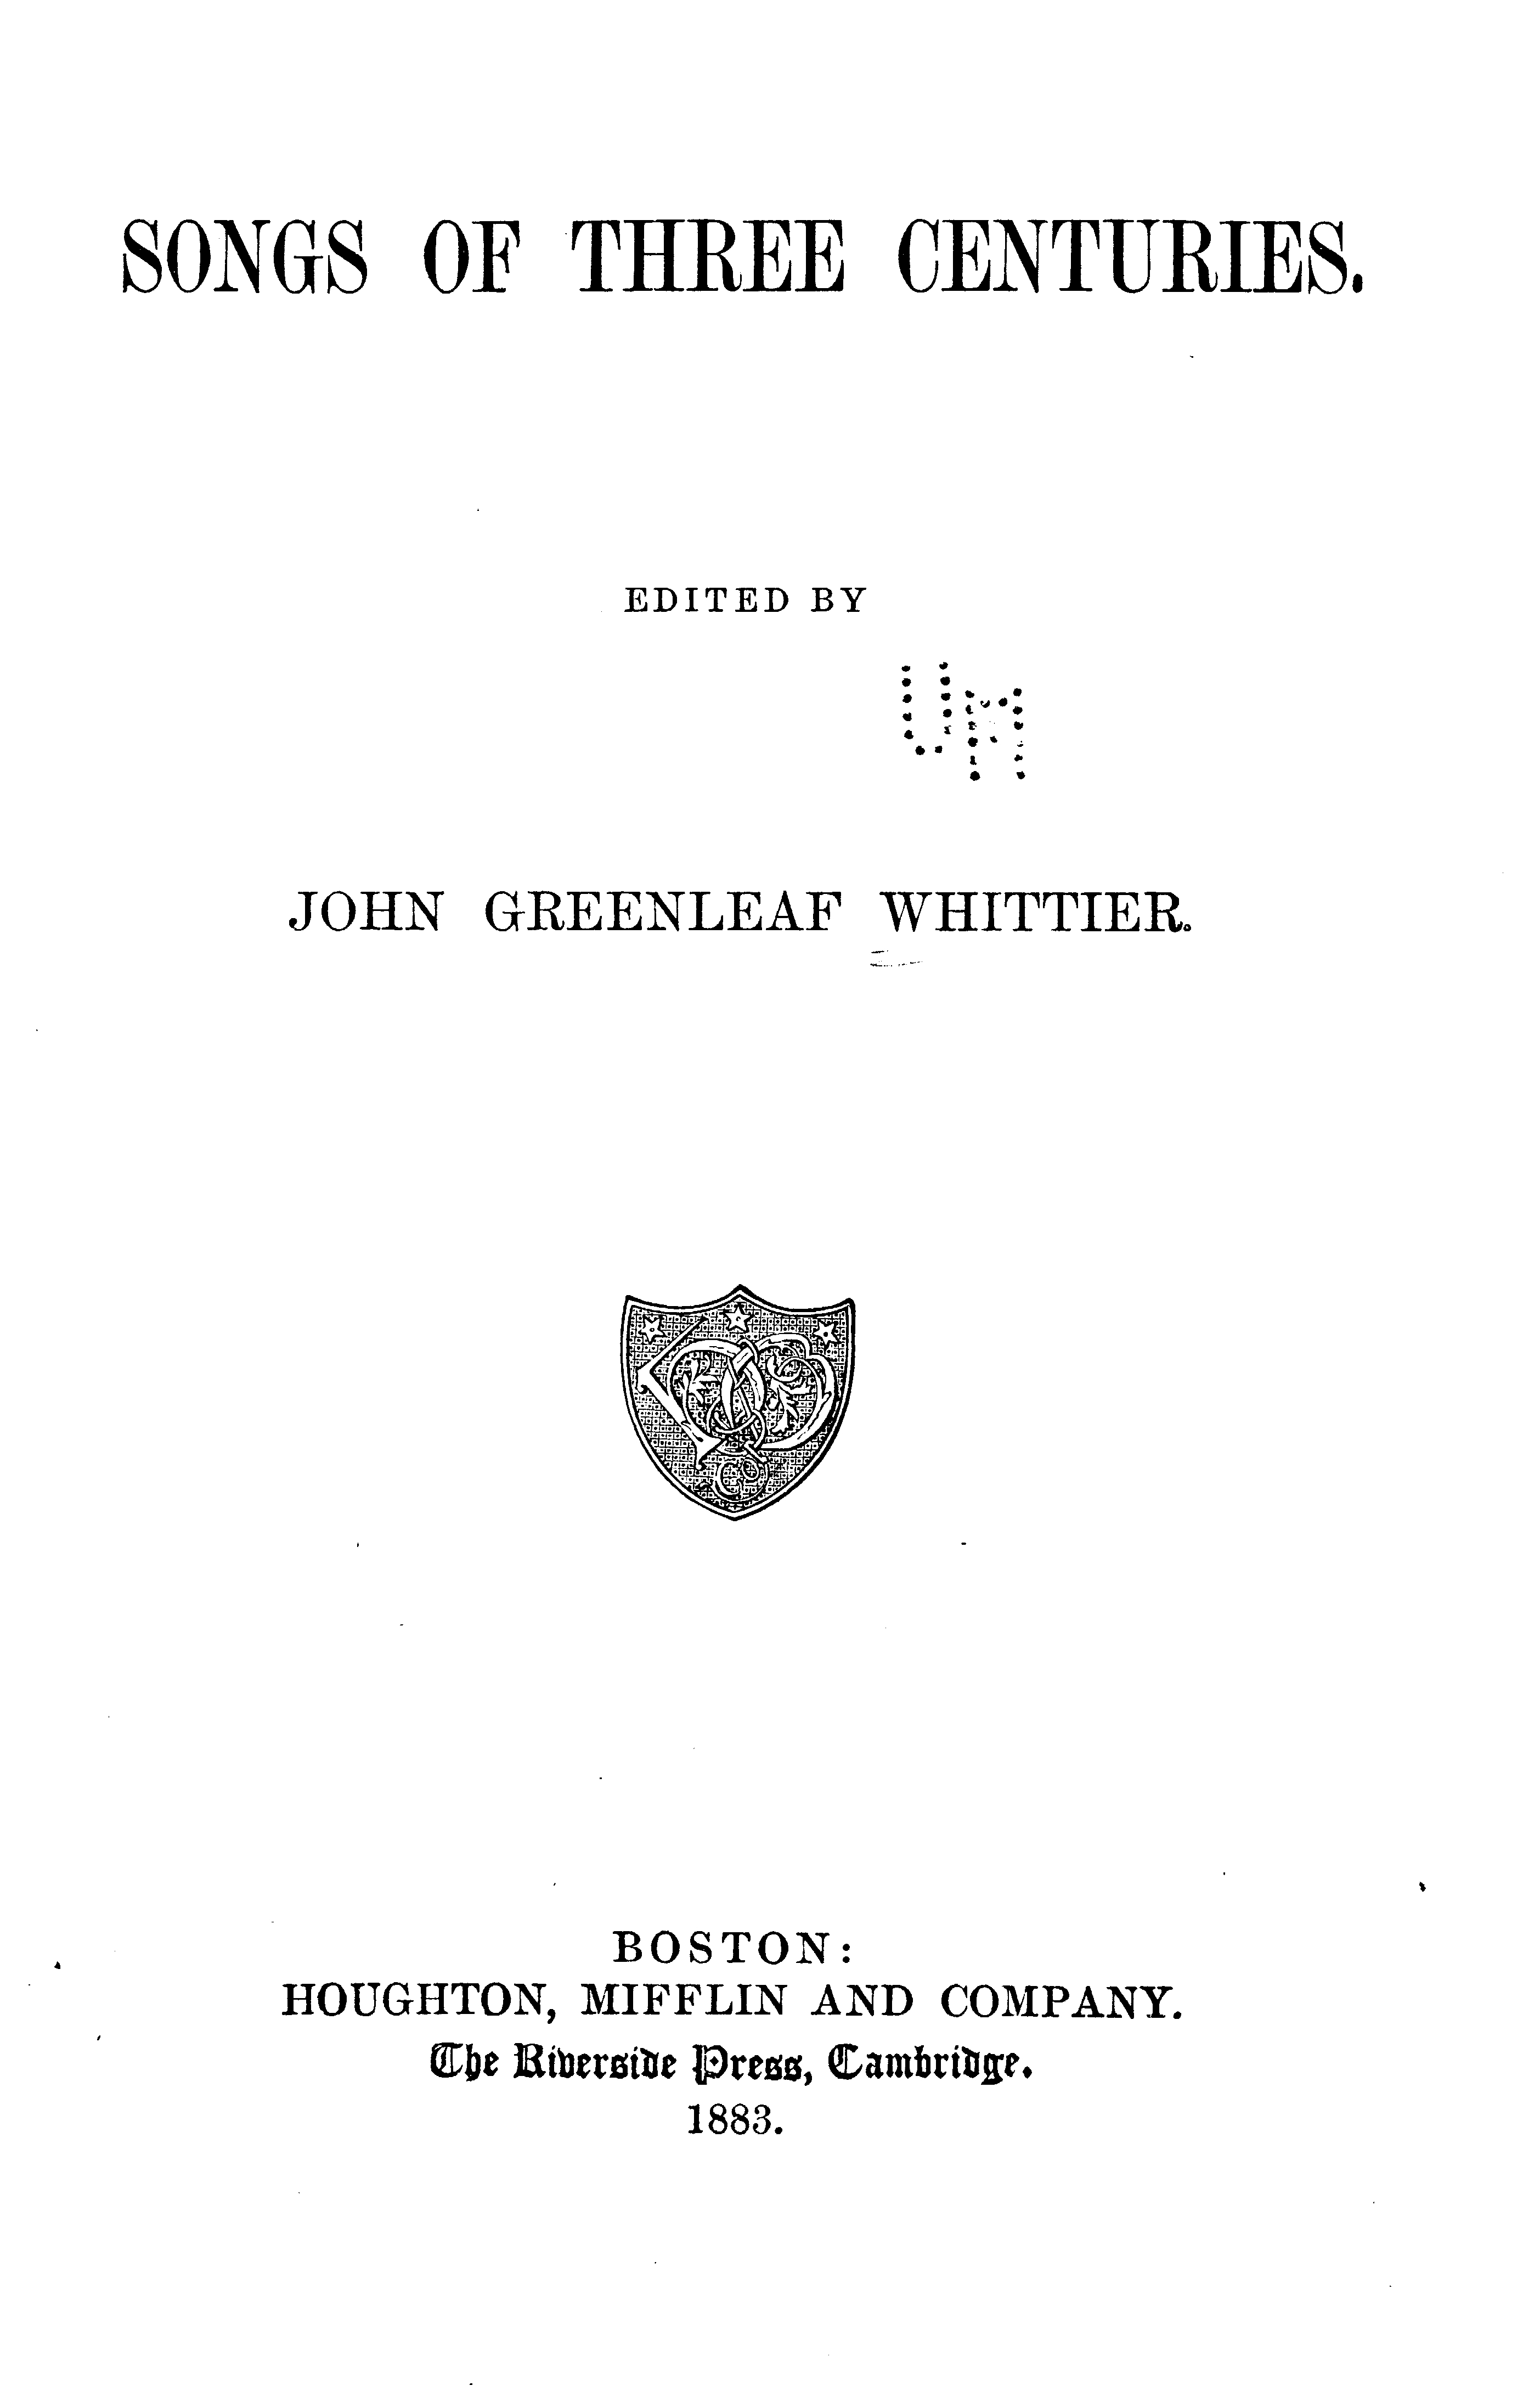 SONGS OF THREE CENTURIES.
EDITED BY
UM
JOHN GREENLEAF WHITTIER.
Co
BOSTON:
HOUGHTON, MIFFLIN AND COMPANY.
The Riverside Press, Cambridge.
1883.